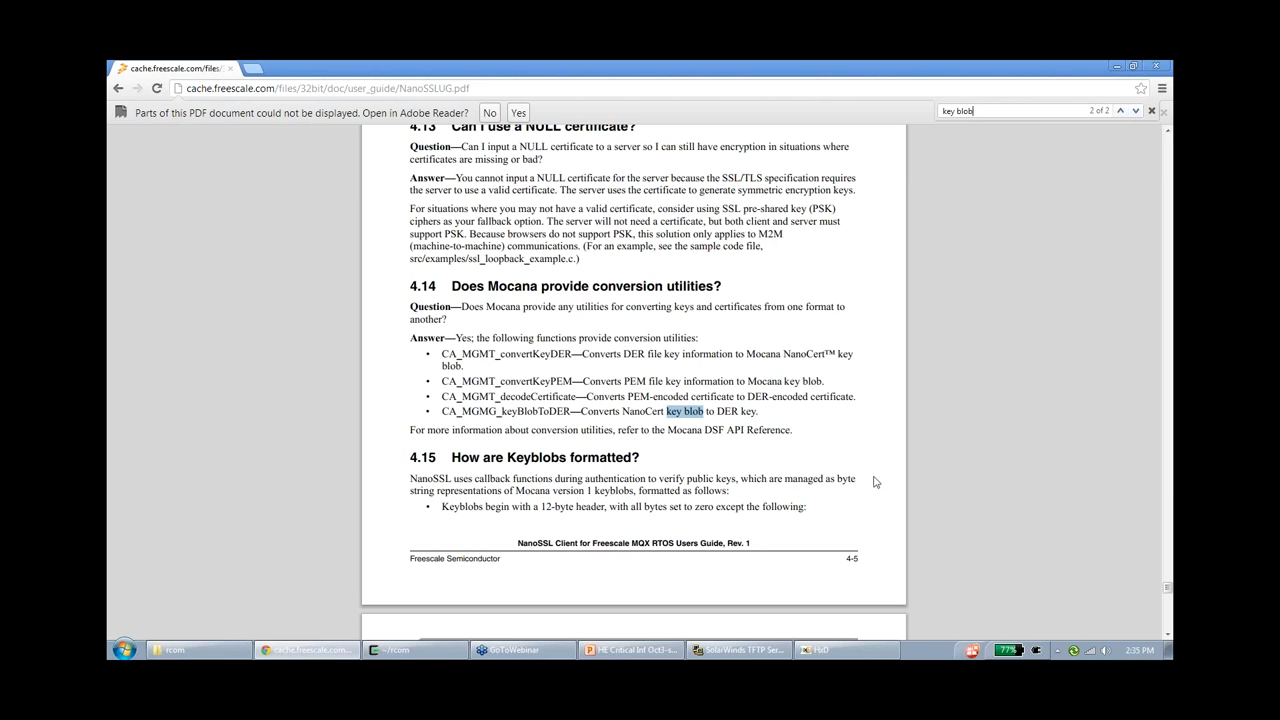 cache.freescale.com/files/
cache.freescale.com/files/32bit/doc/user_guide/NanoSSLUG.pdf
Parts of this PDF document could not be displayed. Open in Adobe Reader? No Yes
key blob 2 of 2
4.13 Can I use a NULL certificate?
Question—Can I input a NULL certificate to a server so I can still have encryption in situations where
certificates are missing or bad?
Answer—You cannot input a NULL certificate for the server because the SSL/TLS specification requires
the server to use a valid certificate. The server uses the certificate to generate symmetric encryption keys.
For situations where you may not have a valid certificate, consider using SSL pre-shared key (PSK)
ciphers as your fallback option. The server will not need a certificate, but both client and server must
support PSK. Because browsers do not support PSK, this solution only applies to M2M
(machine-to-machine) communications. (For an example, see the sample code file,
src/examples/ssl_loopback_example.c.)
4.14 Does Mocana provide conversion utilities?
Question—Does Mocana provide any utilities for converting keys and certificates from one format to
another?
Answer—Yes; the following functions provide conversion utilities:
• CA_MGMT_convertKeyDER—Converts DER file key information to Mocana NanoCert™ key
blob.
• CA_MGMT_convertKeyPEM—Converts PEM file key information to Mocana key blob.
• CA_MGMT_decodeCertificate—Converts PEM-encoded certificate to DER-encoded certificate.
• CA_MGMG_keyBlobToDER—Converts NanoCert key blob to DER key.
For more information about conversion utilities, refer to the Mocana DSF API Reference.
4.15 How are Keyblobs formatted?
NanoSSL uses callback functions during authentication to verify public keys, which are managed as byte
string representations of Mocana version 1 keyblobs, formatted as follows:
• Keyblobs begin with a 12-byte header, with all bytes set to zero except the following:
NanoSSL Client for Freescale MQX RTOS Users Guide, Rev. 1
Freescale Semiconductor 4-5
rcom cache.freescale.com... ~/rcom GoToWebinar HE Critical Inf Oct3-s... SolarWinds TFTP Ser... HxD 77% 2:35 PM